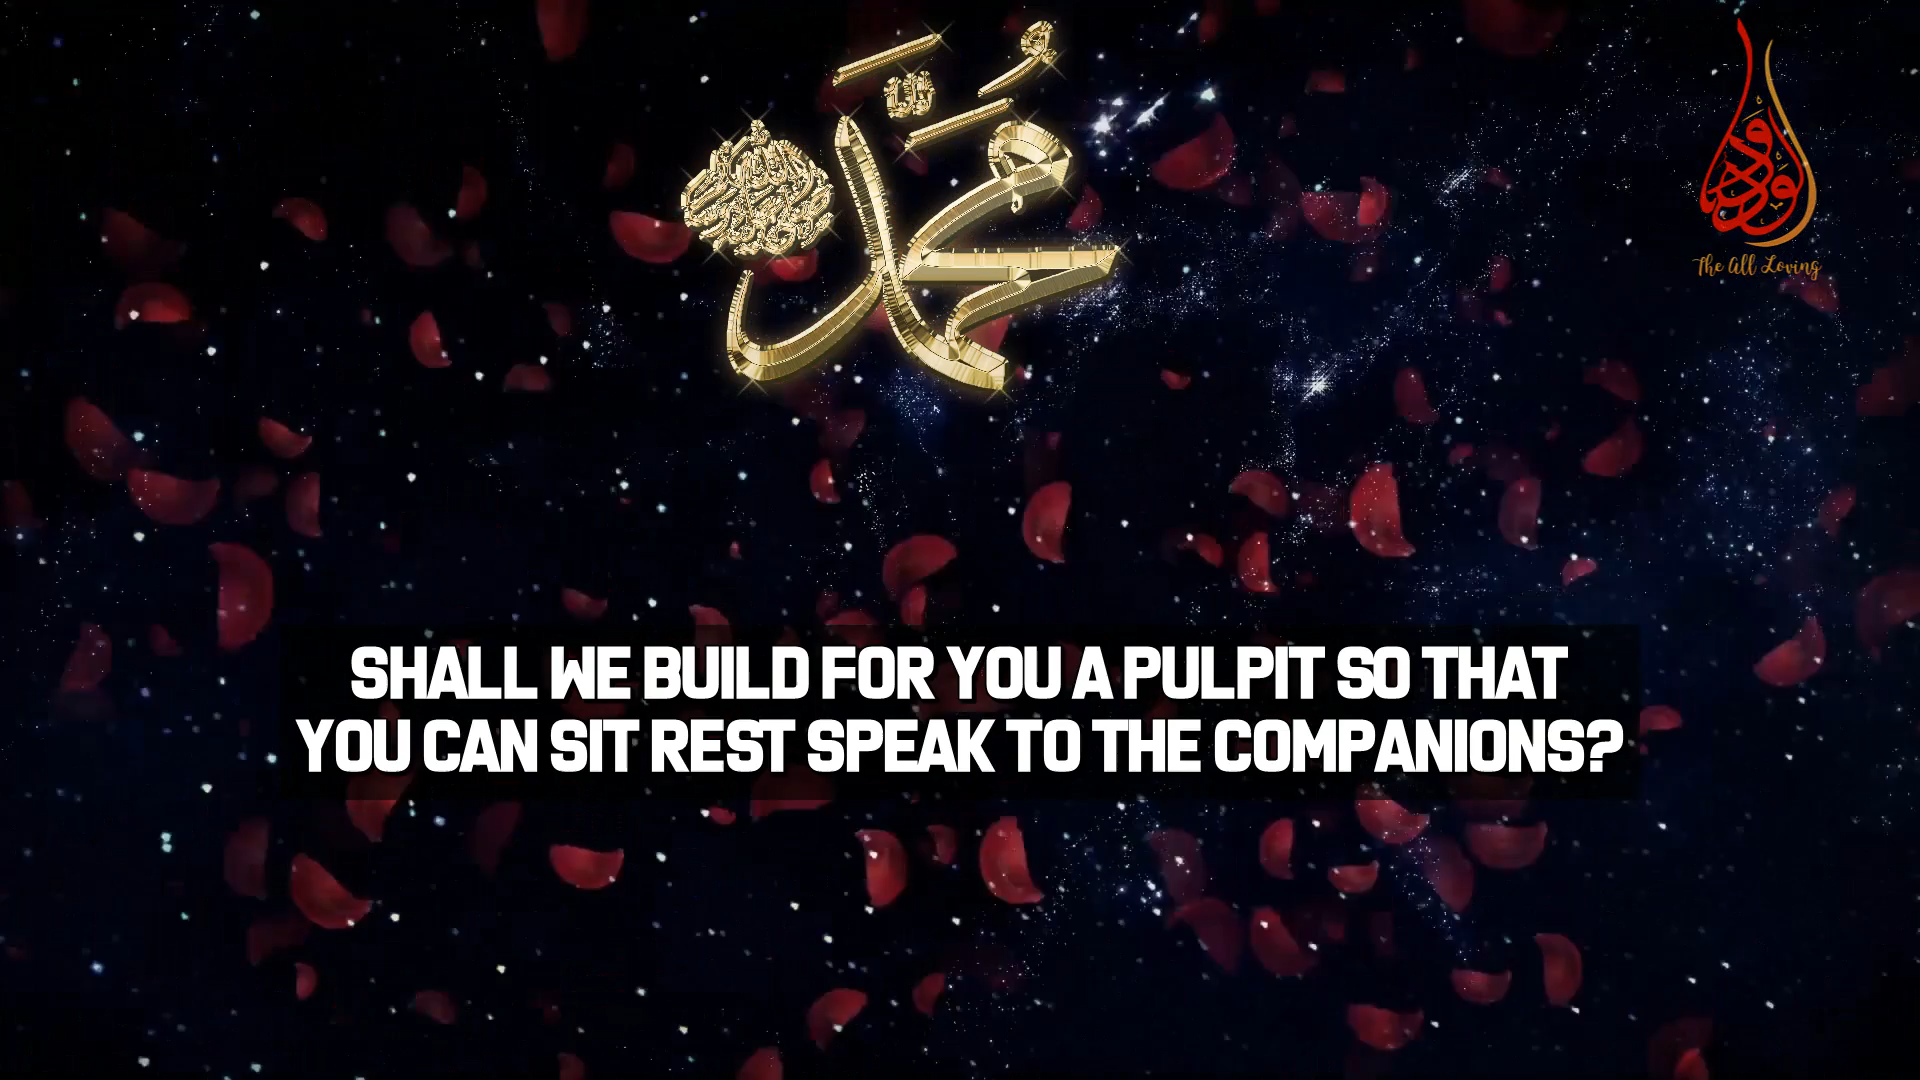 مُحَمَّد
الودود
The All Loving
SHALL WE BUILD FOR YOU A PULPIT SO THAT
YOU CAN SIT REST SPEAK TO THE COMPANIONS?